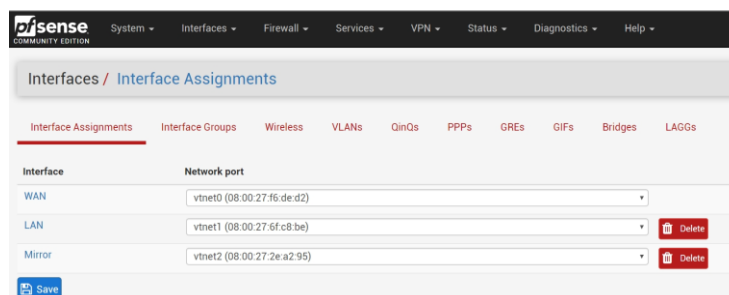 pfsense System Interfaces Firewall Services VPN Status Diagnostics Help
COMMUNITY EDITION
Interfaces / Interface Assignments
Interface Assignments Interface Groups Wireless VLANs QinQs PPPs GREs GIFs Bridges LAGGs
Interface Network port
WAN vtnet0 (08:00:27:f6:de:d2)
LAN vtnet1 (08:00:27:6f:c8:be) Delete
Mirror vtnet2 (08:00:27:2e:a2:95) Delete
Save